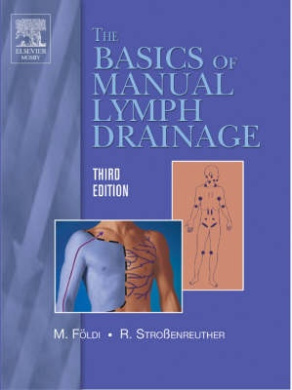 THE
BASICS OF
MANUAL
LYMPH
DRAINAGE
THIRD
EDITION
M. FÖLDI • R. STROßENREUTHER
ELSEVIER
MOSBY